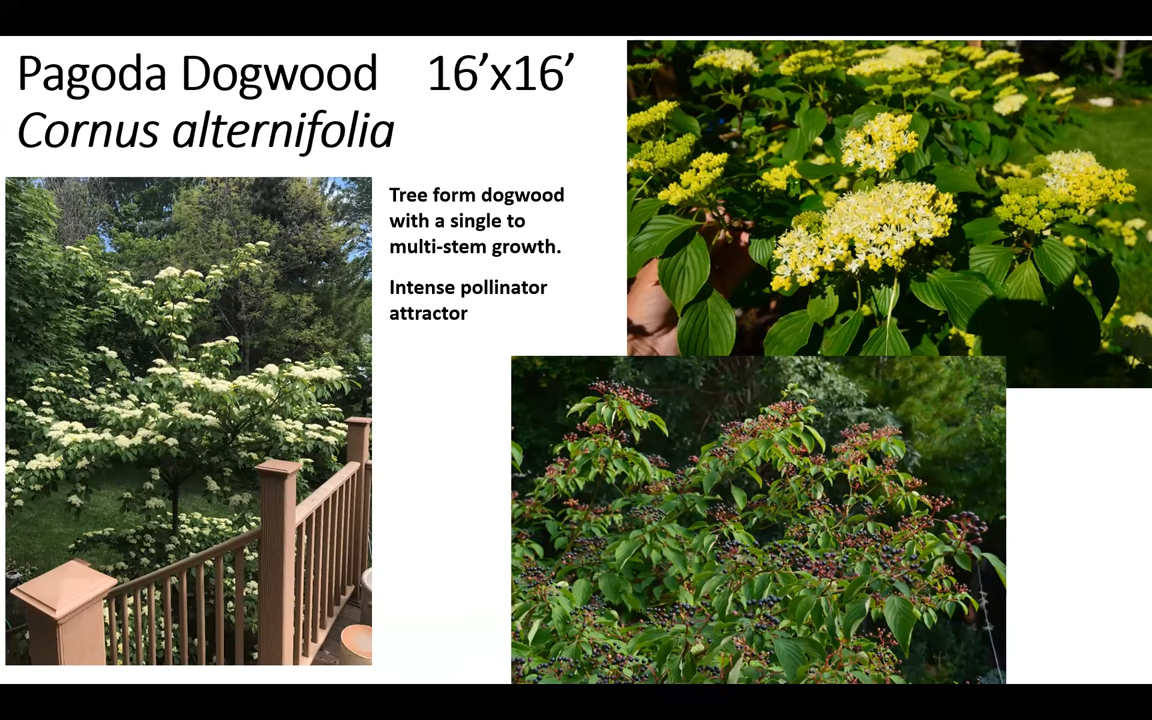 Pagoda Dogwood 16’x16’
Cornus alternifolia
Tree form dogwood
with a single to
multi-stem growth.
Intense pollinator
attractor